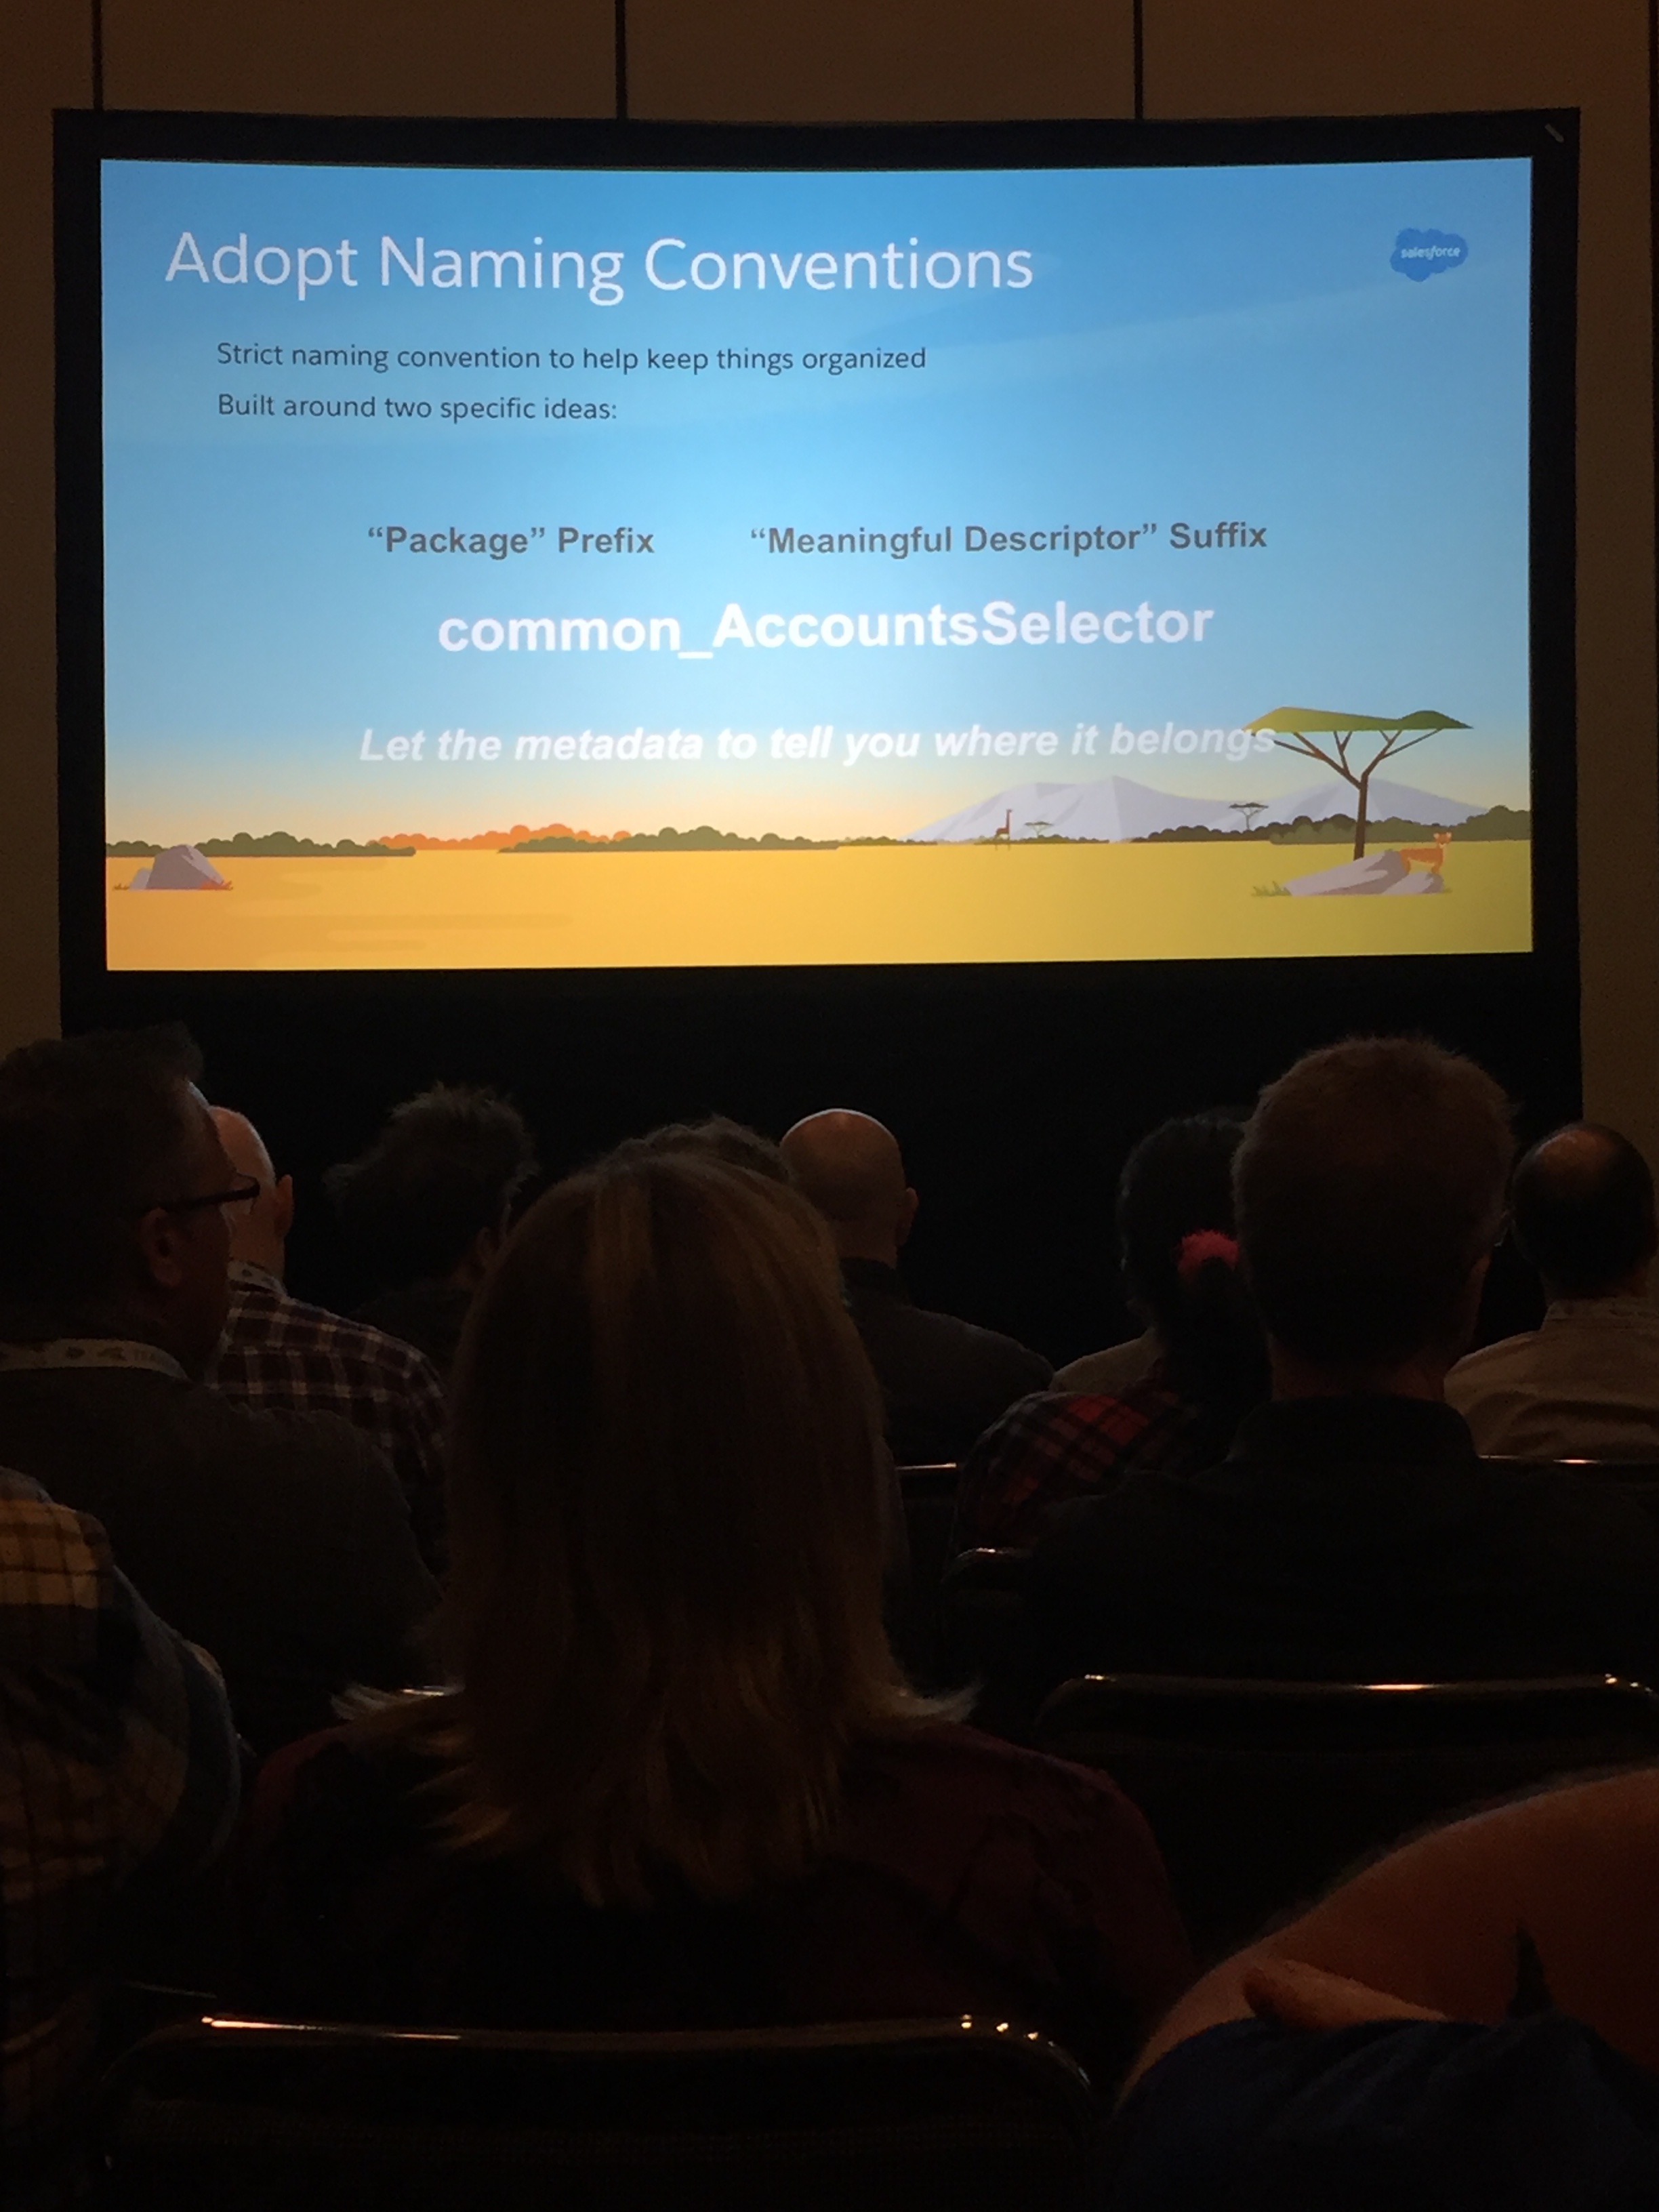 Adopt Naming Conventions
salesforce
Strict naming convention to help keep things organized
Built around two specific ideas:
“Package” Prefix “Meaningful Descriptor” Suffix
common_AccountsSelector
Let the metadata to tell you where it belongs